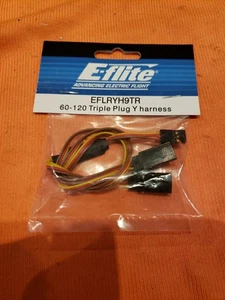 E-flite
ADVANCING ELECTRIC FLIGHT
EFLRYH9TR
60-120 Triple Plug Y harness